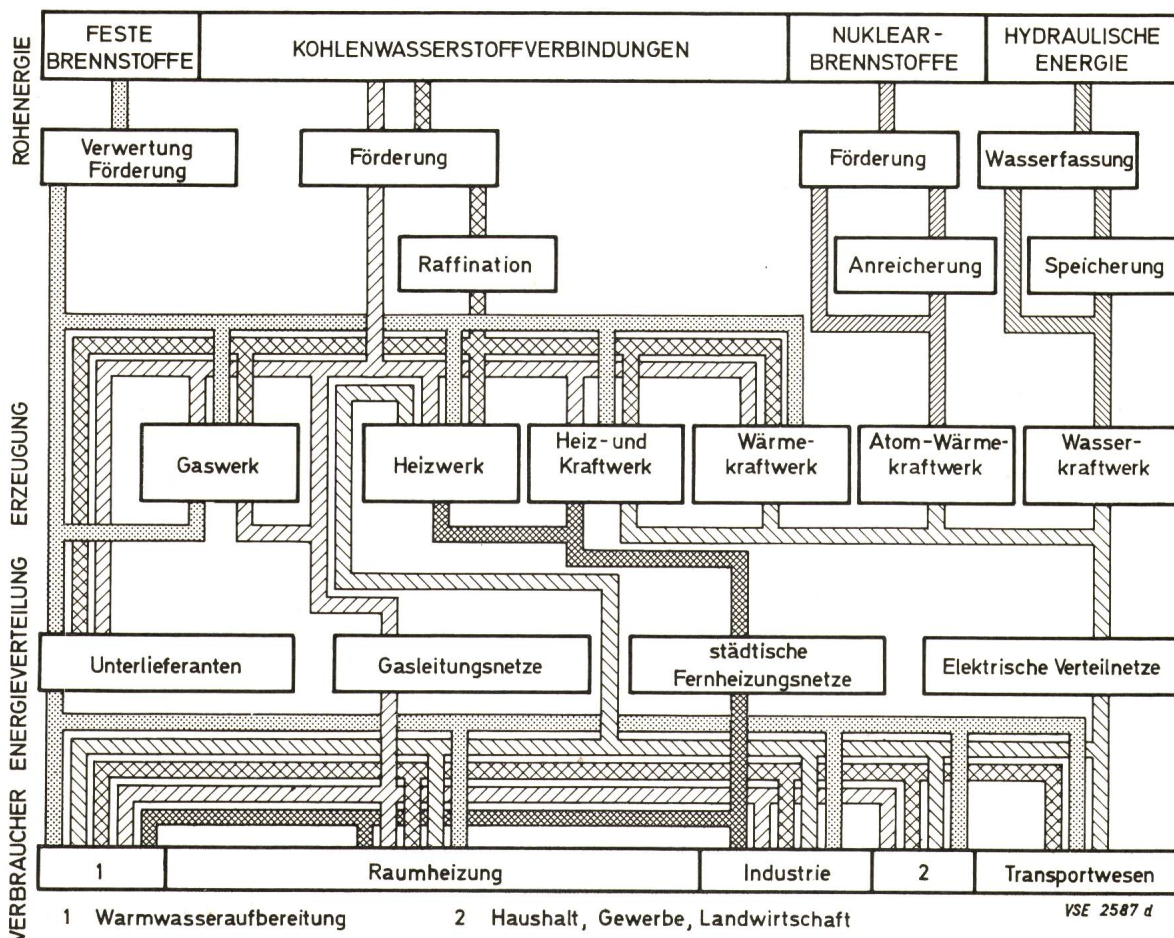 ROHENERGIE
FESTE
BRENNSTOFFE
KOHLENWASSERSTOFFVERBINDUNGEN
NUKLEAR-
BRENNSTOFFE
HYDRAULISCHE
ENERGIE
Verwertung
Förderung
Förderung
Förderung
Wasserfassung
Raffination
Anreicherung
Speicherung
ERZEUGUNG
Gaswerk
Heizwerk
Heiz- und
Kraftwerk
Wärme-
kraftwerk
Atom-Wärme-
kraftwerk
Wasser-
kraftwerk
ENERGIEVERTEILUNG
Unterlieferanten
Gasleitungsnetze
städtische
Fernheizungsnetze
Elektrische Verteilnetze
VERBRAUCHER
1
Raumheizung
Industrie
2
Transportwesen
1 Warmwasseraufbereitung
2 Haushalt, Gewerbe, Landwirtschaft
VSE 2587 d